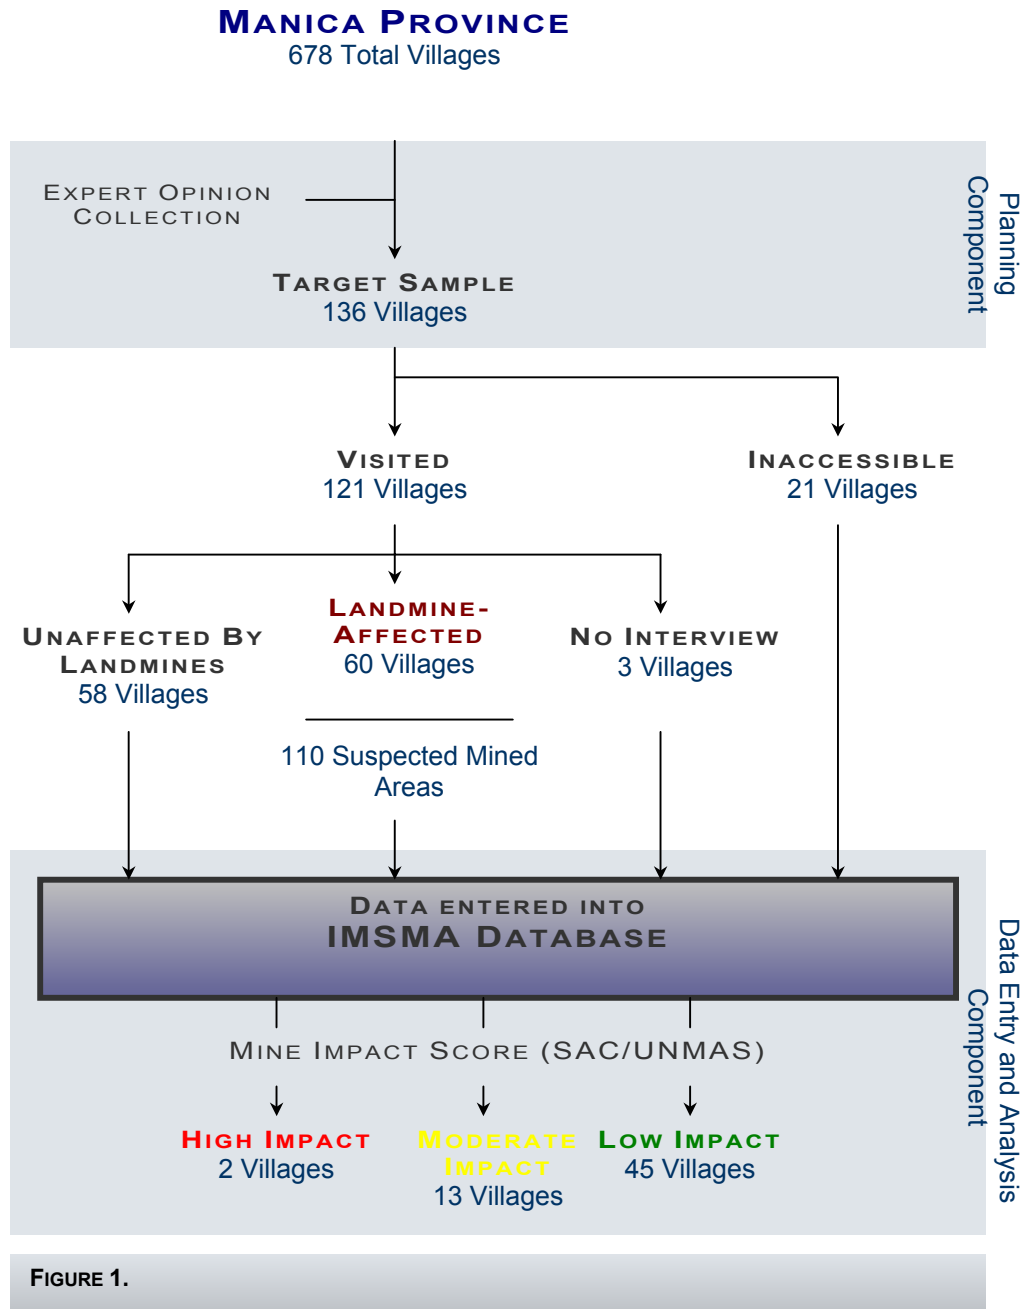 MANICA PROVINCE
678 Total Villages
EXPERT OPINION
COLLECTION
TARGET SAMPLE
136 Villages
Planning
Component
VISITED
121 Villages
INACCESSIBLE
21 Villages
UNAFFECTED BY
LANDMINES
58 Villages
LANDMINE-
AFFECTED
60 Villages
110 Suspected Mined
Areas
NO INTERVIEW
3 Villages
DATA ENTERED INTO
IMSMA DATABASE
MINE IMPACT SCORE (SAC/UNMAS)
HIGH IMPACT
2 Villages
MODERATE
IMPACT
13 Villages
LOW IMPACT
45 Villages
Data Entry and Analysis
Component
FIGURE 1.